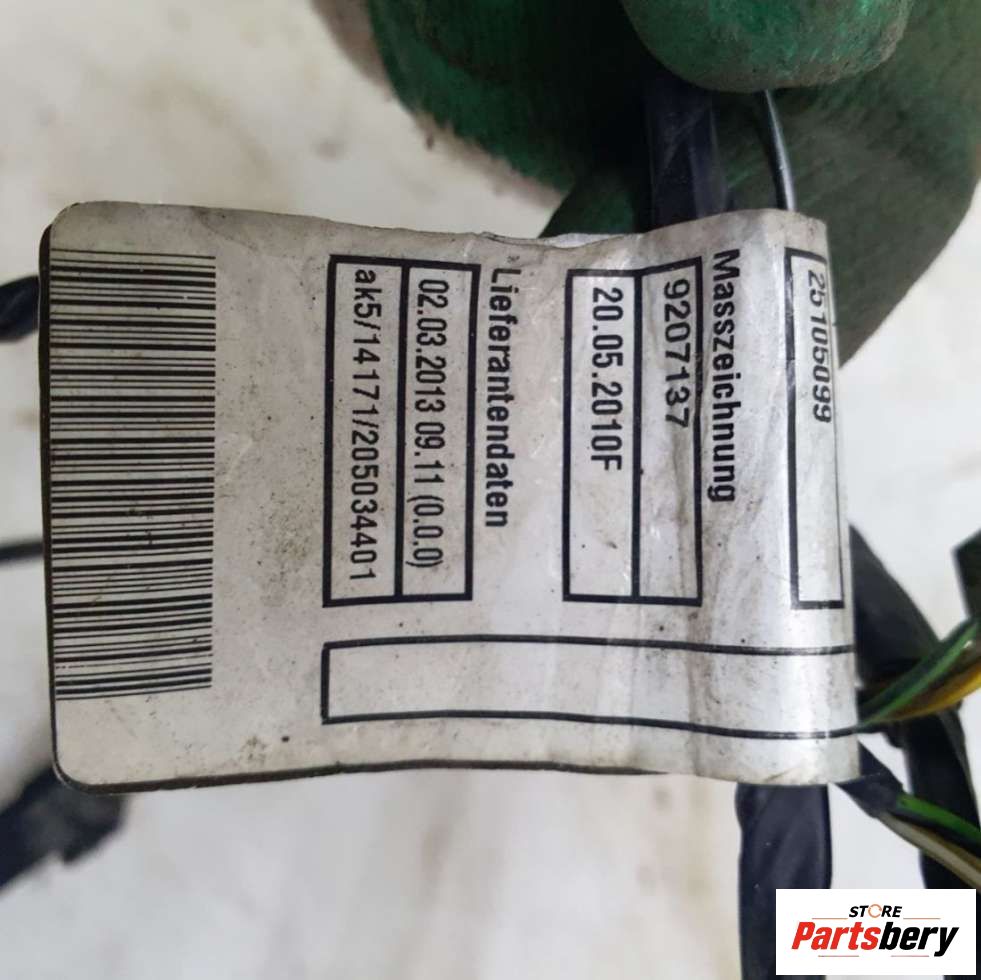 25105099
Masszeichnung
9207137
20.05.2010F
Lieferantendaten
02.03.2013 09.11 (0.0.0)
ak5/14171/205034401
STORE
Partsbery